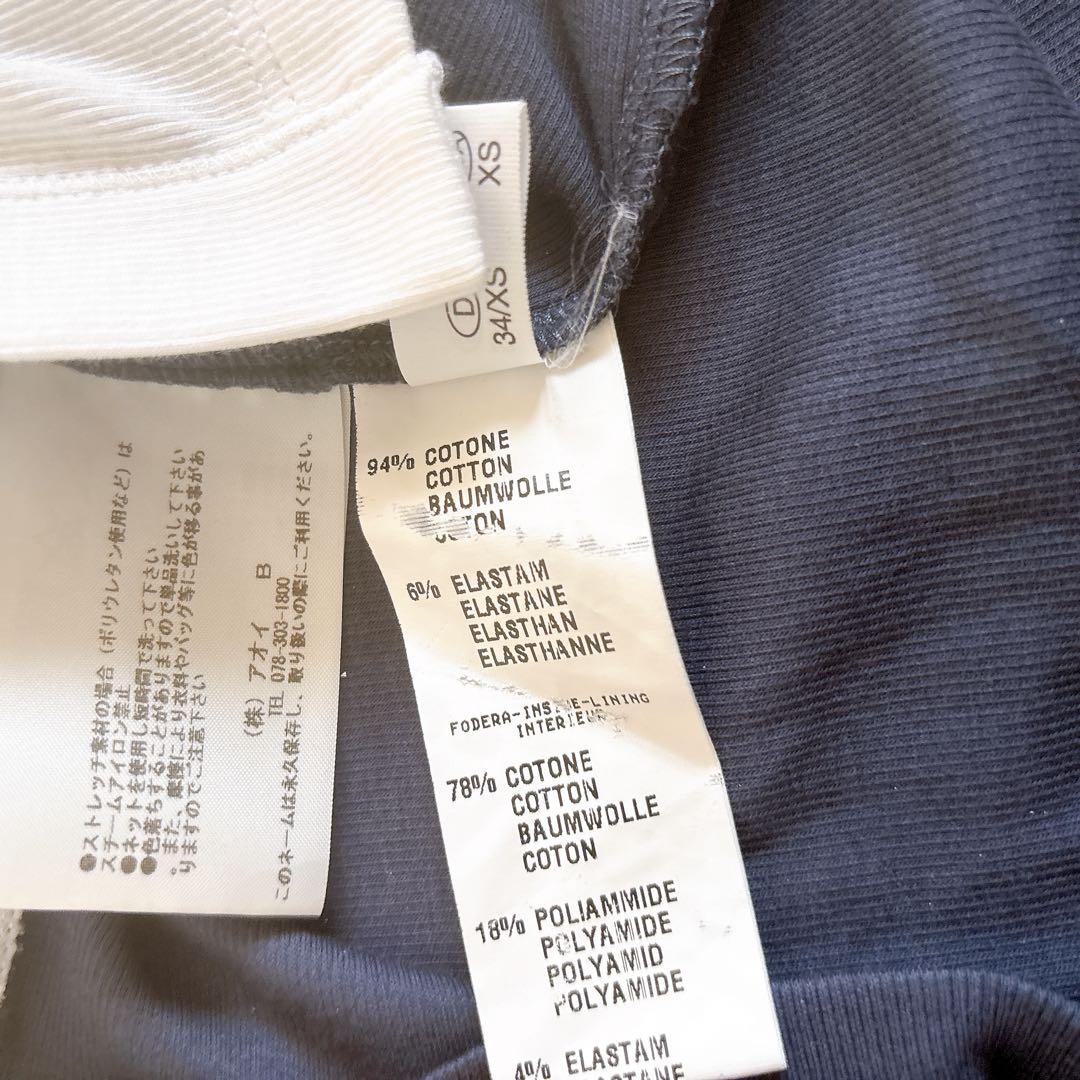 XS
D
34/XS
94% COTONE
COTTON
BAUMWOLLE
COTON
6% ELASTAM
ELASTANE
ELASTHAN
ELASTHANNE
FODERA-INSIDE-LINING
INTERIEUR
78% COTONE
COTTON
BAUMWOLLE
COTON
18% POLIAMMIDE
POLYAMIDE
POLYAMID
POLYAMIDE
4% ELASTAM
●ストレッチ素材の場合(ポリウレタン使用など)は
スチームアイロン禁止
●ネットを使用し短時間で洗って下さい
●色落ちすることがありますので単品洗いして下さい
また、摩擦により衣料やバッグ等に色が移る事があ
りますのでご注意下さい
(株)アオイ B
TEL 078-303-1800
このネームは永久保存し、取り扱いの際にご利用ください。